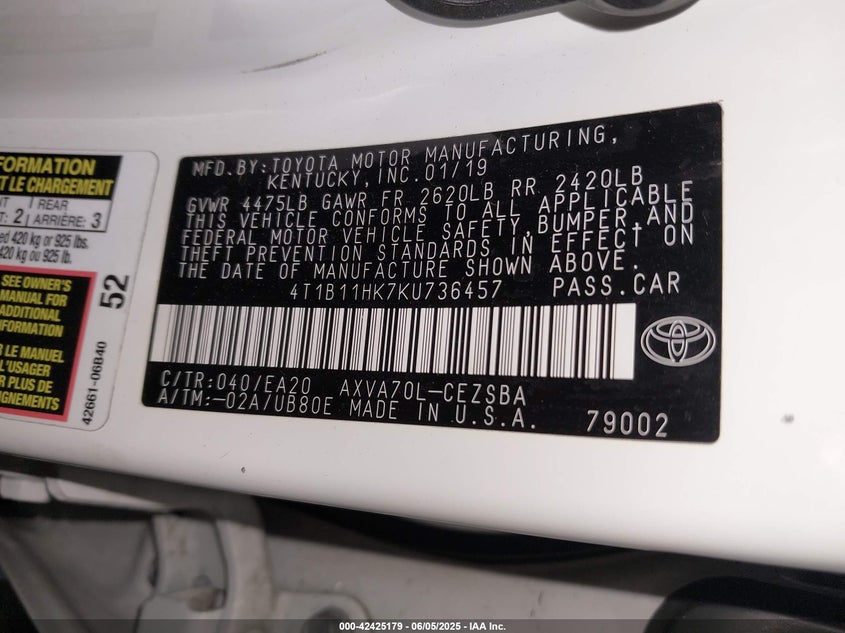 FORMATION
T LE CHARGEMENT
REAR
2 ARRIÈRE: 3
420 kg or 925 lbs.
420 kg ou 925 lb.
SEE OWNER'S
MANUAL FOR
ADDITIONAL
INFORMATION
LE MANUEL
L'USAGER
PLUS DE
52
42661-06B40
MFD.BY:TOYOTA MOTOR MANUFACTURING,
KENTUCKY, INC.01/19
GVWR 4475LB GAWR FR 2620LB RR 2420LB
THIS VEHICLE CONFORMS TO ALL APPLICABLE
FEDERAL MOTOR VEHICLE SAFETY,BUMPER,AND
THEFT PREVENTION STANDARDS IN EFFECT ON
THE DATE OF MANUFACTURE SHOWN ABOVE.
4T1B11HK7KU736457 PASS.CAR
C/TR:040/EA20 AXVA70L-CEZSBA
A/TM:-02A/UB80E MADE IN U.S.A.
79002
000-42425179 - 06/05/2025 - IAA Inc.